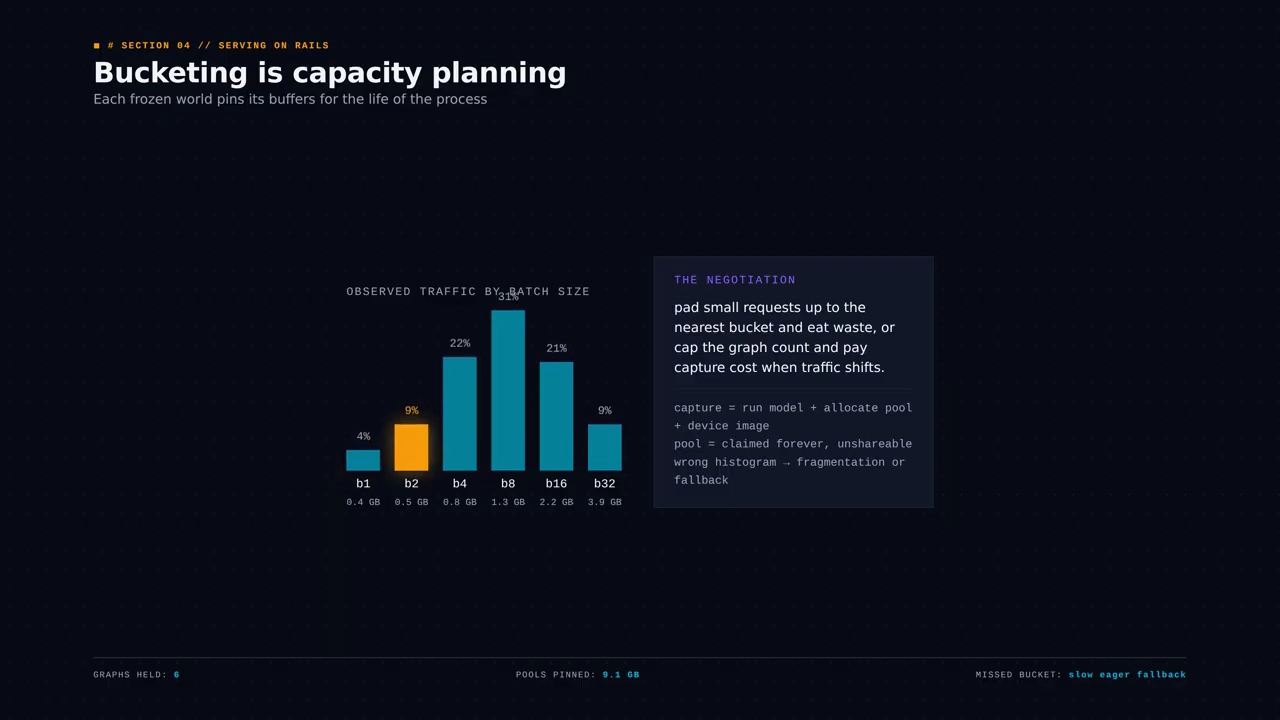 # SECTION 04 // SERVING ON RAILS
Bucketing is capacity planning
Each frozen world pins its buffers for the life of the process
OBSERVED TRAFFIC BY BATCH SIZE
4%
9%
22%
31%
21%
9%
b1
b2
b4
b8
b16
b32
0.4 GB
0.5 GB
0.8 GB
1.3 GB
2.2 GB
3.9 GB
THE NEGOTIATION
pad small requests up to the
nearest bucket and eat waste, or
cap the graph count and pay
capture cost when traffic shifts.
capture = run model + allocate pool
+ device image
pool = claimed forever, unshareable
wrong histogram → fragmentation or
fallback
GRAPHS HELD: 6
POOLS PINNED: 9.1 GB
MISSED BUCKET: slow eager fallback